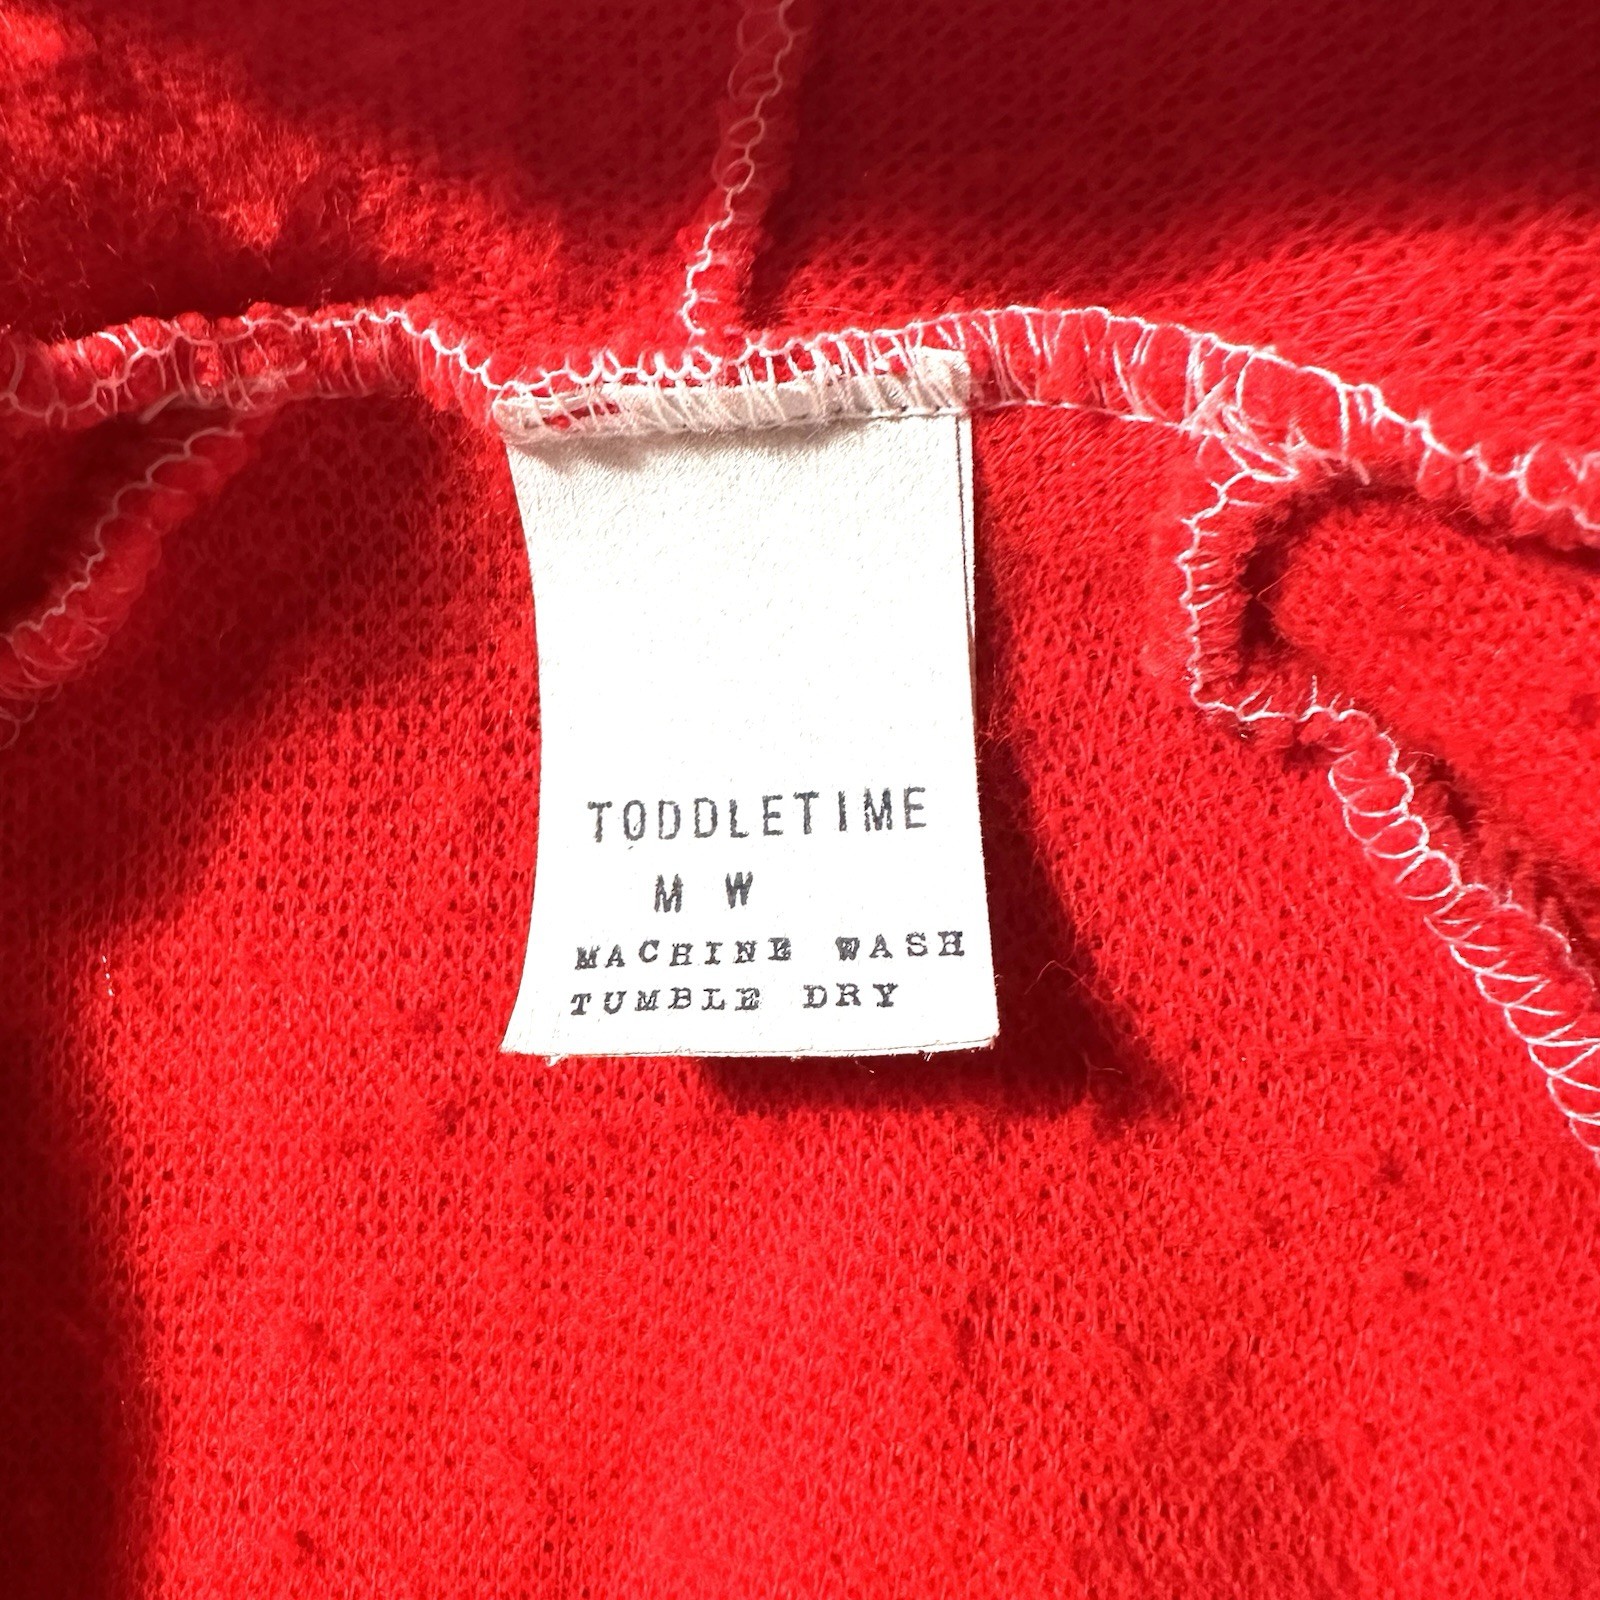 TODDLETIME
M W
MACHINE WASH
TUMBLE DRY